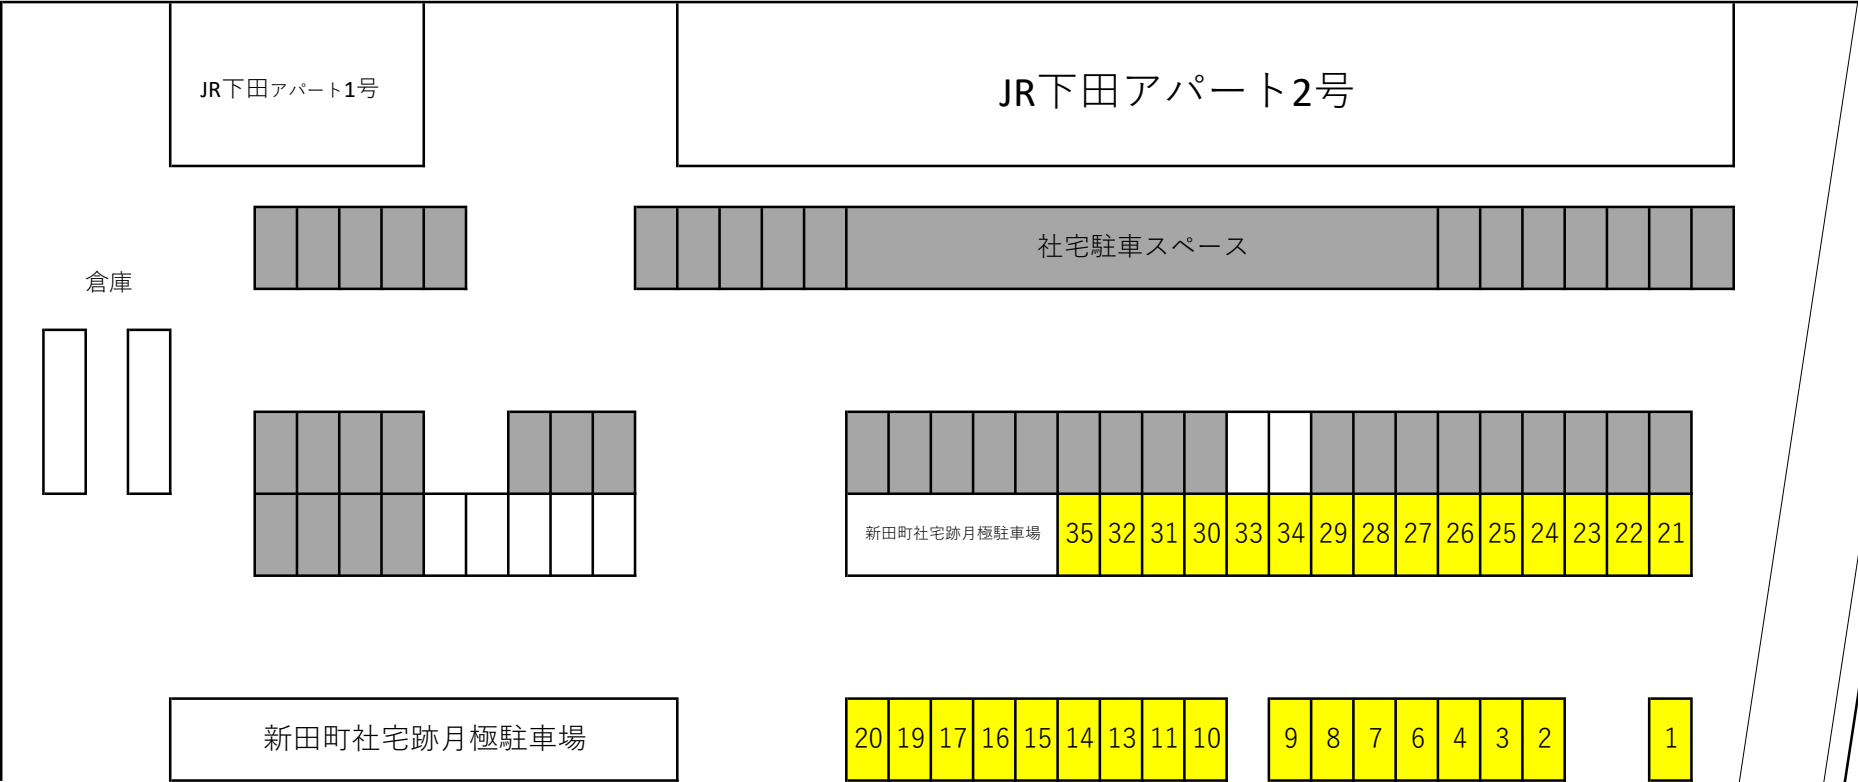 JR下田アパート1号
JR下田アパート2号
社宅駐車スペース
倉庫
新田町社宅跡月極駐車場 35 32 31 30 33 34 29 28 27 26 25 24 23 22 21
新田町社宅跡月極駐車場
20 19 17 16 15 14 13 11 10 9 8 7 6 4 3 2 1